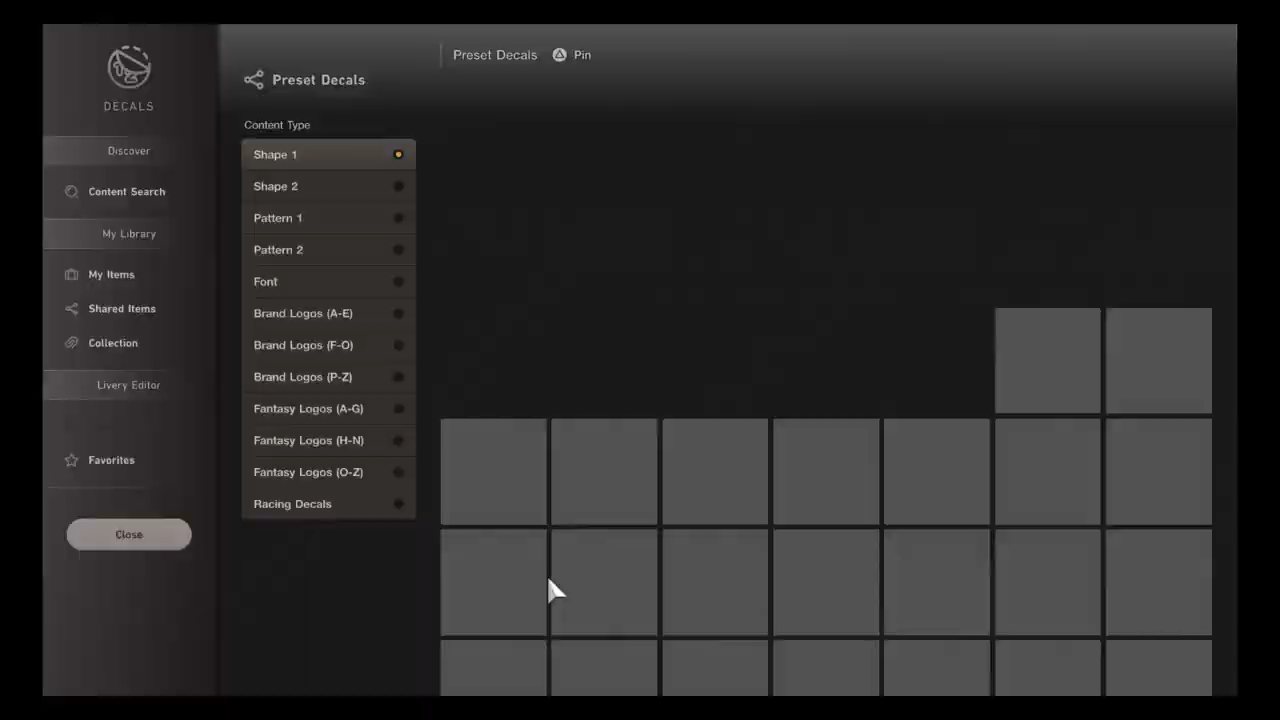 DECALS
Discover
Content Search
My Library
My Items
Shared Items
Collection
Livery Editor
Favorites
Close
Preset Decals
Content Type
Shape 1
Shape 2
Pattern 1
Pattern 2
Font
Brand Logos (A-E)
Brand Logos (F-O)
Brand Logos (P-Z)
Fantasy Logos (A-G)
Fantasy Logos (H-N)
Fantasy Logos (O-Z)
Racing Decals
Preset Decals Pin